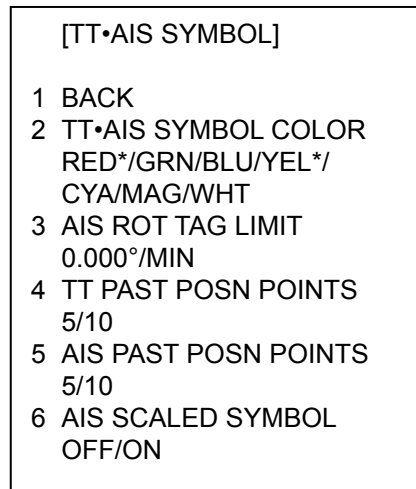 [TT•AIS SYMBOL]
1 BACK
2 TT•AIS SYMBOL COLOR
RED*/GRN/BLU/YEL*/
CYA/MAG/WHT
3 AIS ROT TAG LIMIT
0.000°/MIN
4 TT PAST POSN POINTS
5/10
5 AIS PAST POSN POINTS
5/10
6 AIS SCALED SYMBOL
OFF/ON